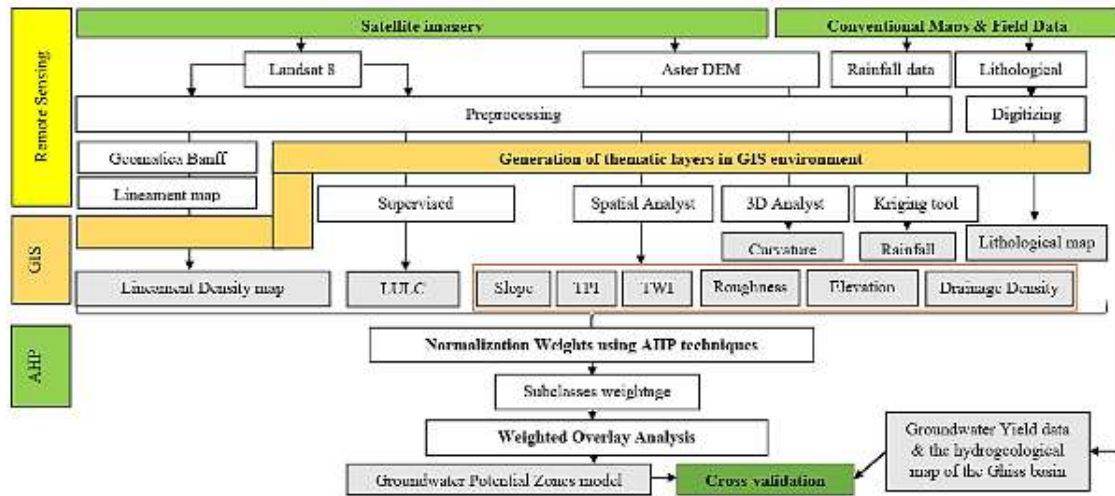 Satellite imagery
Conventional Maps & Field Data
Remote Sensing
Landsat 8
Aster DEM
Rainfall data
Lithological
Preprocessing
Digitizing
Geomatica Banff
Generation of thematic layers in GIS environment
Lineament map
Supervised
Spatial Analyst
3D Analyst
Kriging tool
GIS
Curvature
Rainfall
Lithological map
Lineament Density map
LULC
Slope
TPI
TWI
Roughness
Elevation
Drainage Density
AHP
Normalization Weights using AHP techniques
Subclasses weightage
Weighted Overlay Analysis
Groundwater Yield data
& the hydrogeological
map of the Ghiss basin
Groundwater Potential Zones model
Cross validation